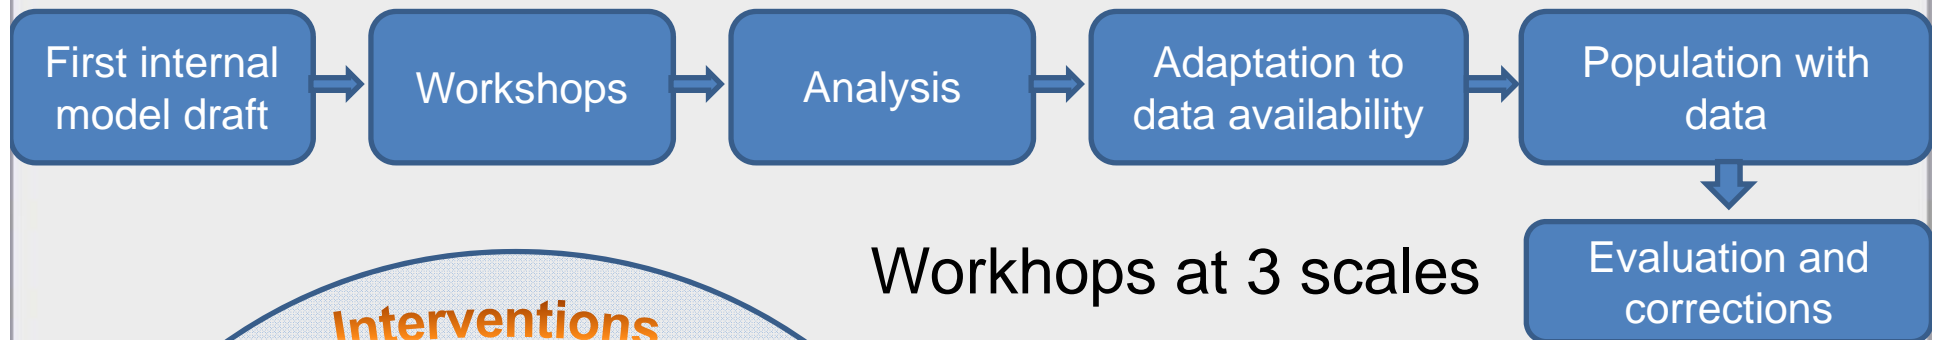 First internal
model draft
Workshops
Analysis
Adaptation to
data availability
Population with
data
Workhops at 3 scales
Evaluation and
corrections
Interventions